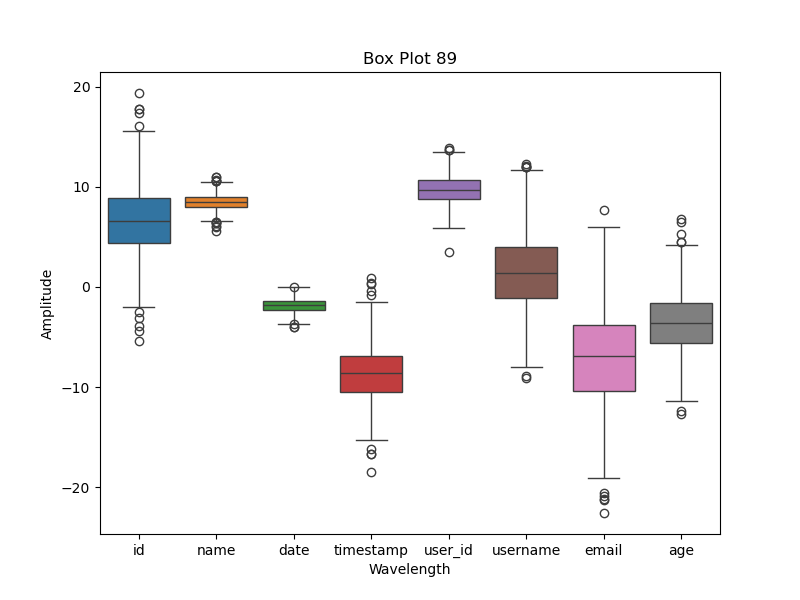 Box Plot 89
Amplitude
20
10
0
−10
−20
id name date timestamp user_id username email age
Wavelength